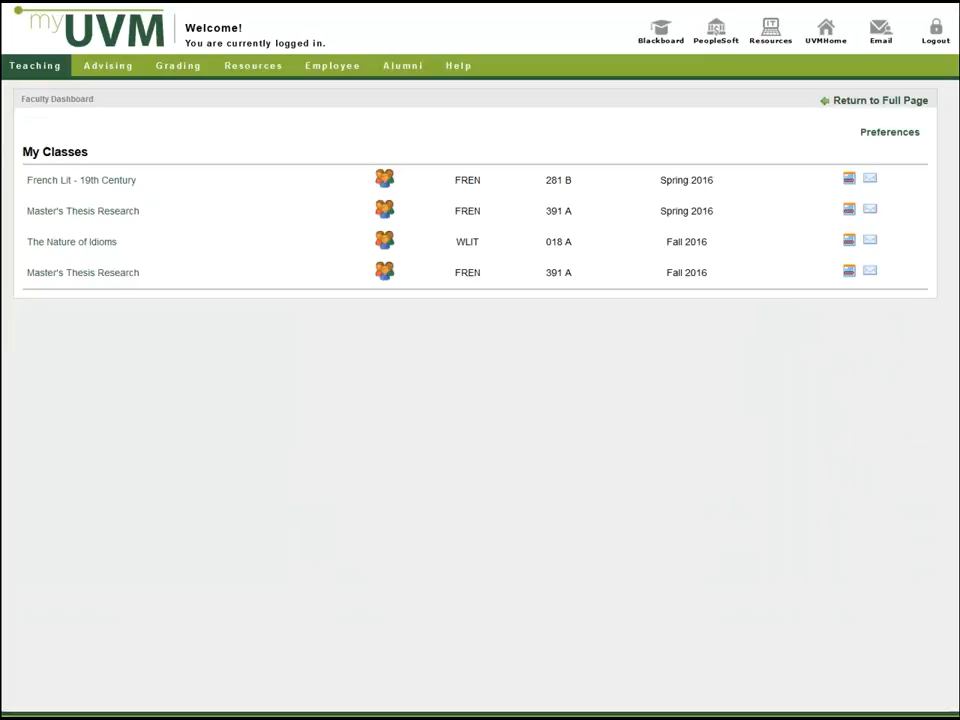 myUVM
Welcome!
You are currently logged in.
Blackboard PeopleSoft Resources UVMHome Email Logout
IT
Teaching Advising Grading Resources Employee Alumni Help
Faculty Dashboard
Return to Full Page
Preferences
My Classes
French Lit - 19th Century FREN 281 B Spring 2016
Master's Thesis Research FREN 391 A Spring 2016
The Nature of Idioms WLIT 018 A Fall 2016
Master's Thesis Research FREN 391 A Fall 2016